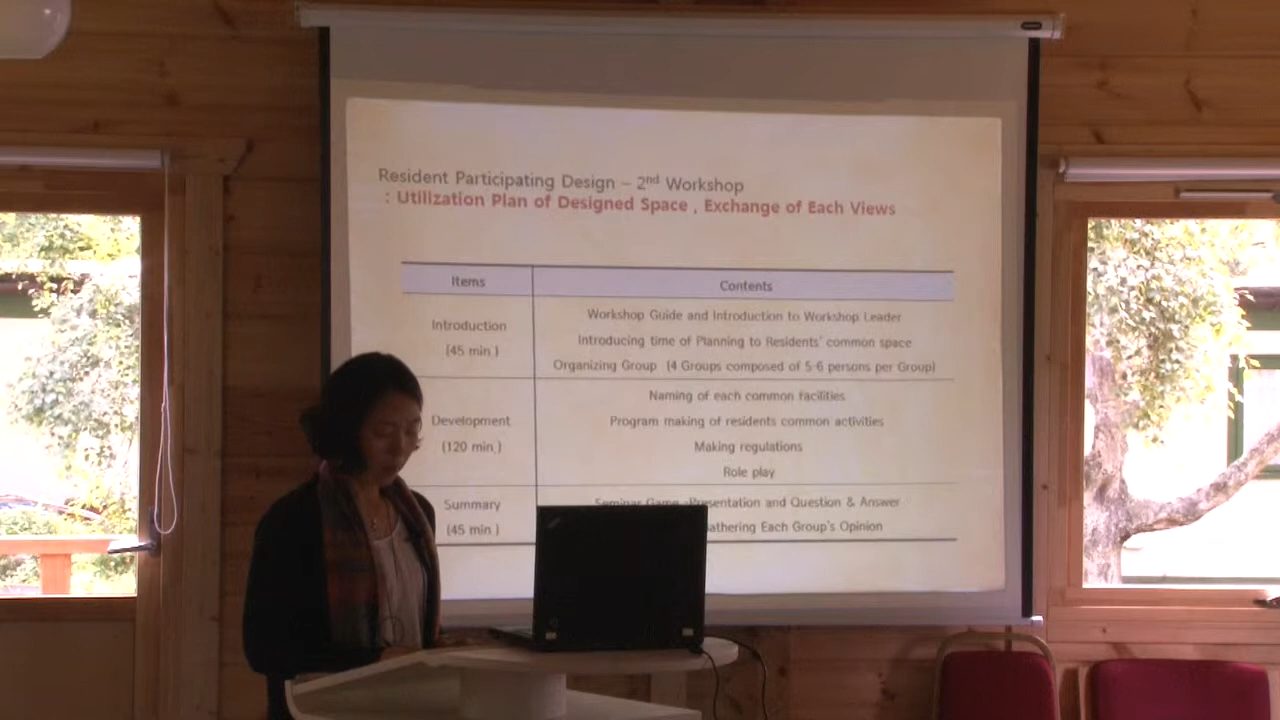 Resident Participating Design – 2nd Workshop
: Utilization Plan of Designed Space , Exchange of Each Views
Items
Contents
Introduction
(45 min.)
Workshop Guide and Introduction to Workshop Leader
Introducing time of Planning to Residents' common space
Organizing Group (4 Groups composed of 5-6 persons per Group)
Development
(120 min.)
Naming of each common facilities
Program making of residents common activities
Making regulations
Role play
Summary
(45 min.)
Seminar Game -Presentation and Question & Answer
Each Group's Opinion